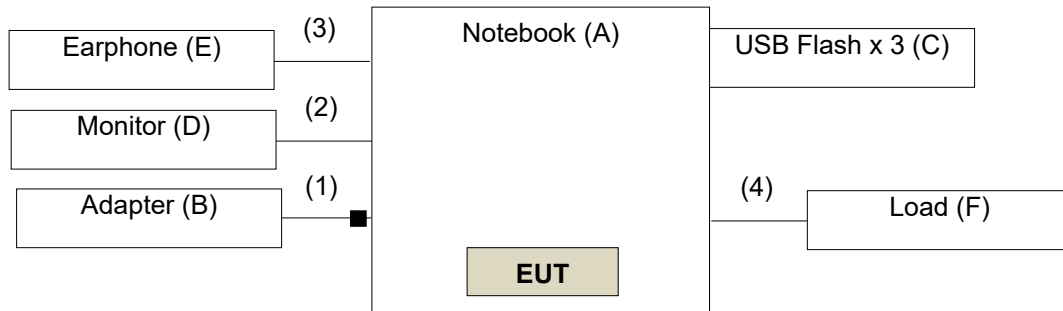 (3)
Earphone (E)
Notebook (A)
USB Flash x 3 (C)
(2)
Monitor (D)
(1)
Adapter (B)
(4)
Load (F)
EUT